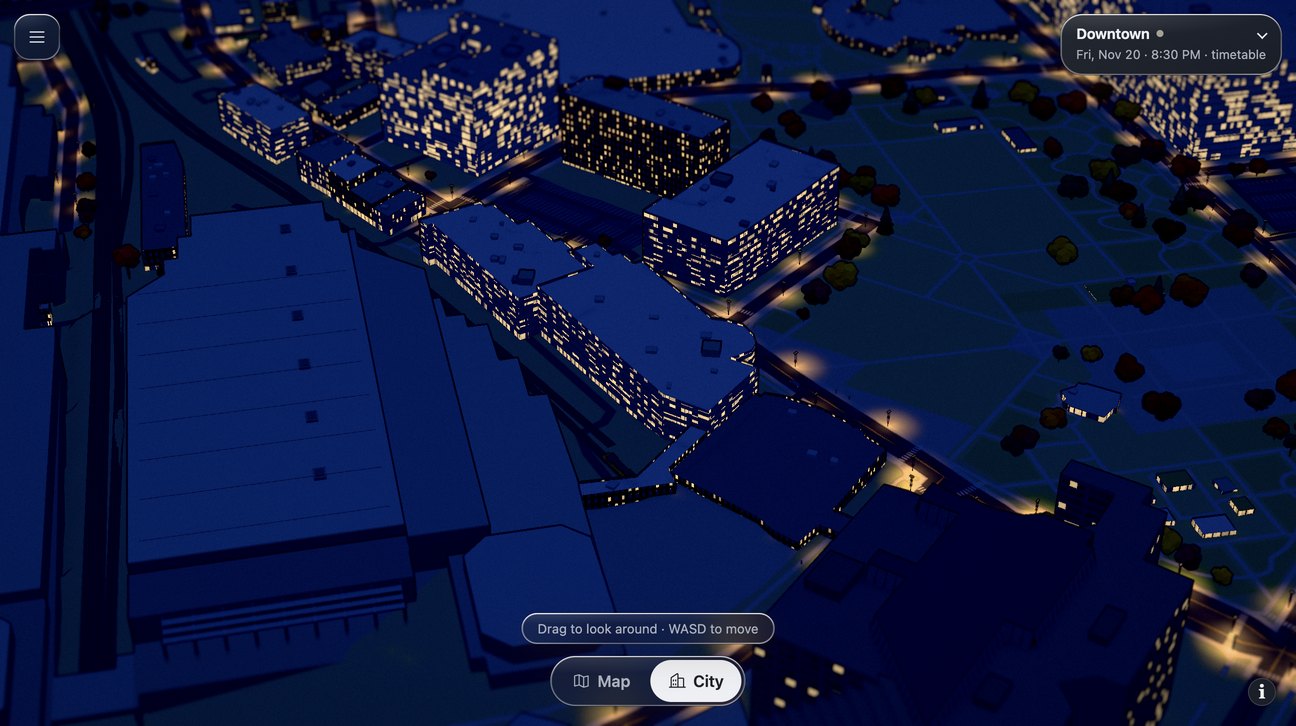 Downtown
Fri, Nov 20 · 8:30 PM · timetable
Drag to look around · WASD to move
Map
City
i